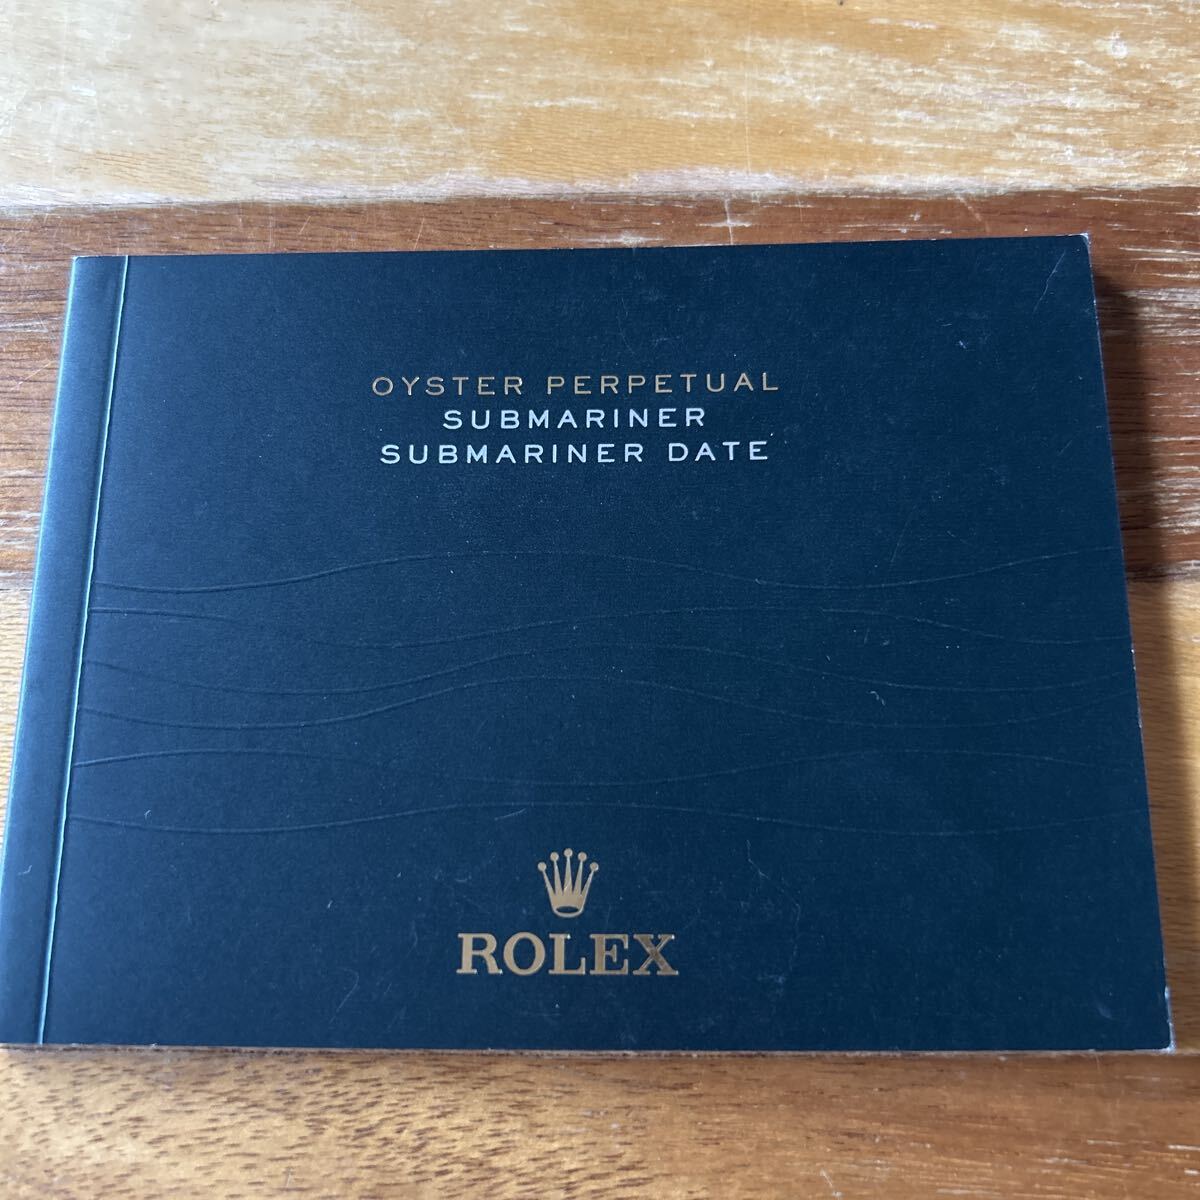 OYSTER PERPETUAL
SUBMARINER
SUBMARINER DATE
ROLEX